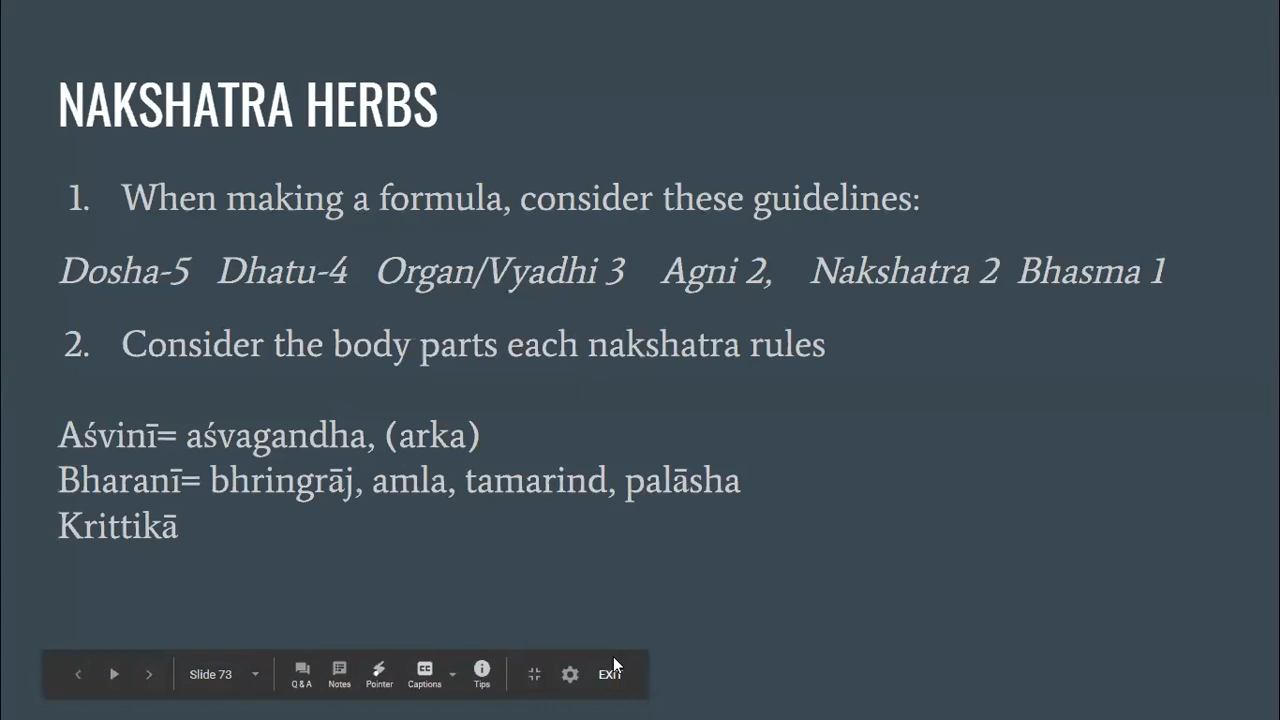 NAKSHATRA HERBS
1. When making a formula, consider these guidelines:
Dosha-5 Dhatu-4 Organ/Vyadhi 3 Agni 2, Nakshatra 2 Bhasma 1
2. Consider the body parts each nakshatra rules
Aśvinī= aśvagandha, (arka)
Bharanī= bhringrāj, amla, tamarind, palāsha
Krittikā
Slide 73 Q & A Notes Pointer CC Captions Tips EXIT